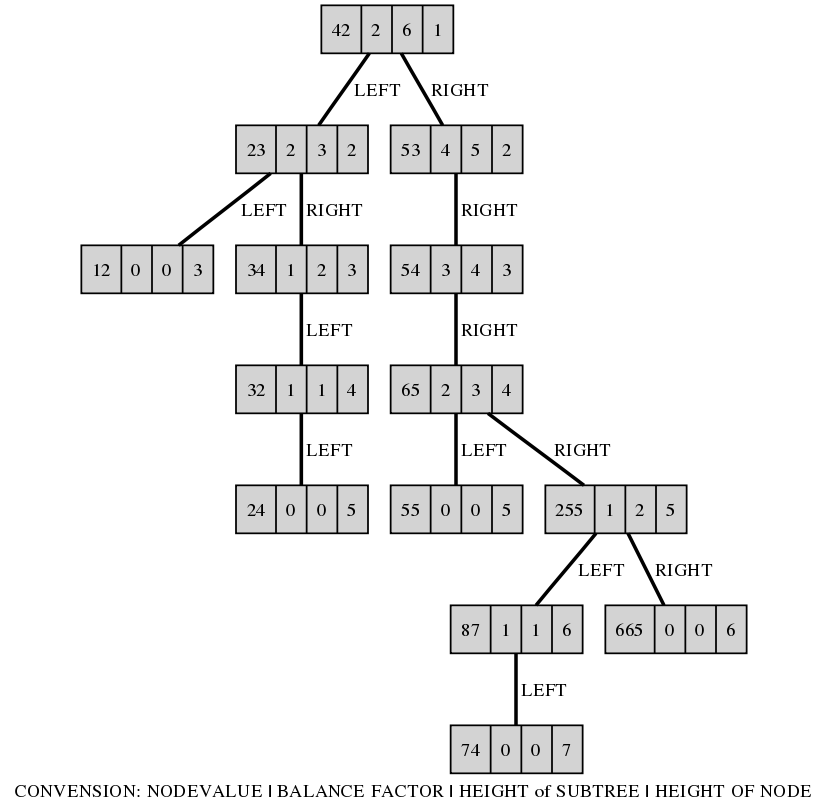 42 2 6 1
LEFT RIGHT
23 2 3 2 53 4 5 2
LEFT RIGHT RIGHT
12 0 0 3 34 1 2 3 54 3 4 3
LEFT RIGHT
32 1 1 4 65 2 3 4
LEFT LEFT RIGHT
24 0 0 5 55 0 0 5 255 1 2 5
LEFT RIGHT
87 1 1 6 665 0 0 6
LEFT
74 0 0 7
CONVENSION: NODEVALUE | BALANCE FACTOR | HEIGHT of SUBTREE | HEIGHT OF NODE